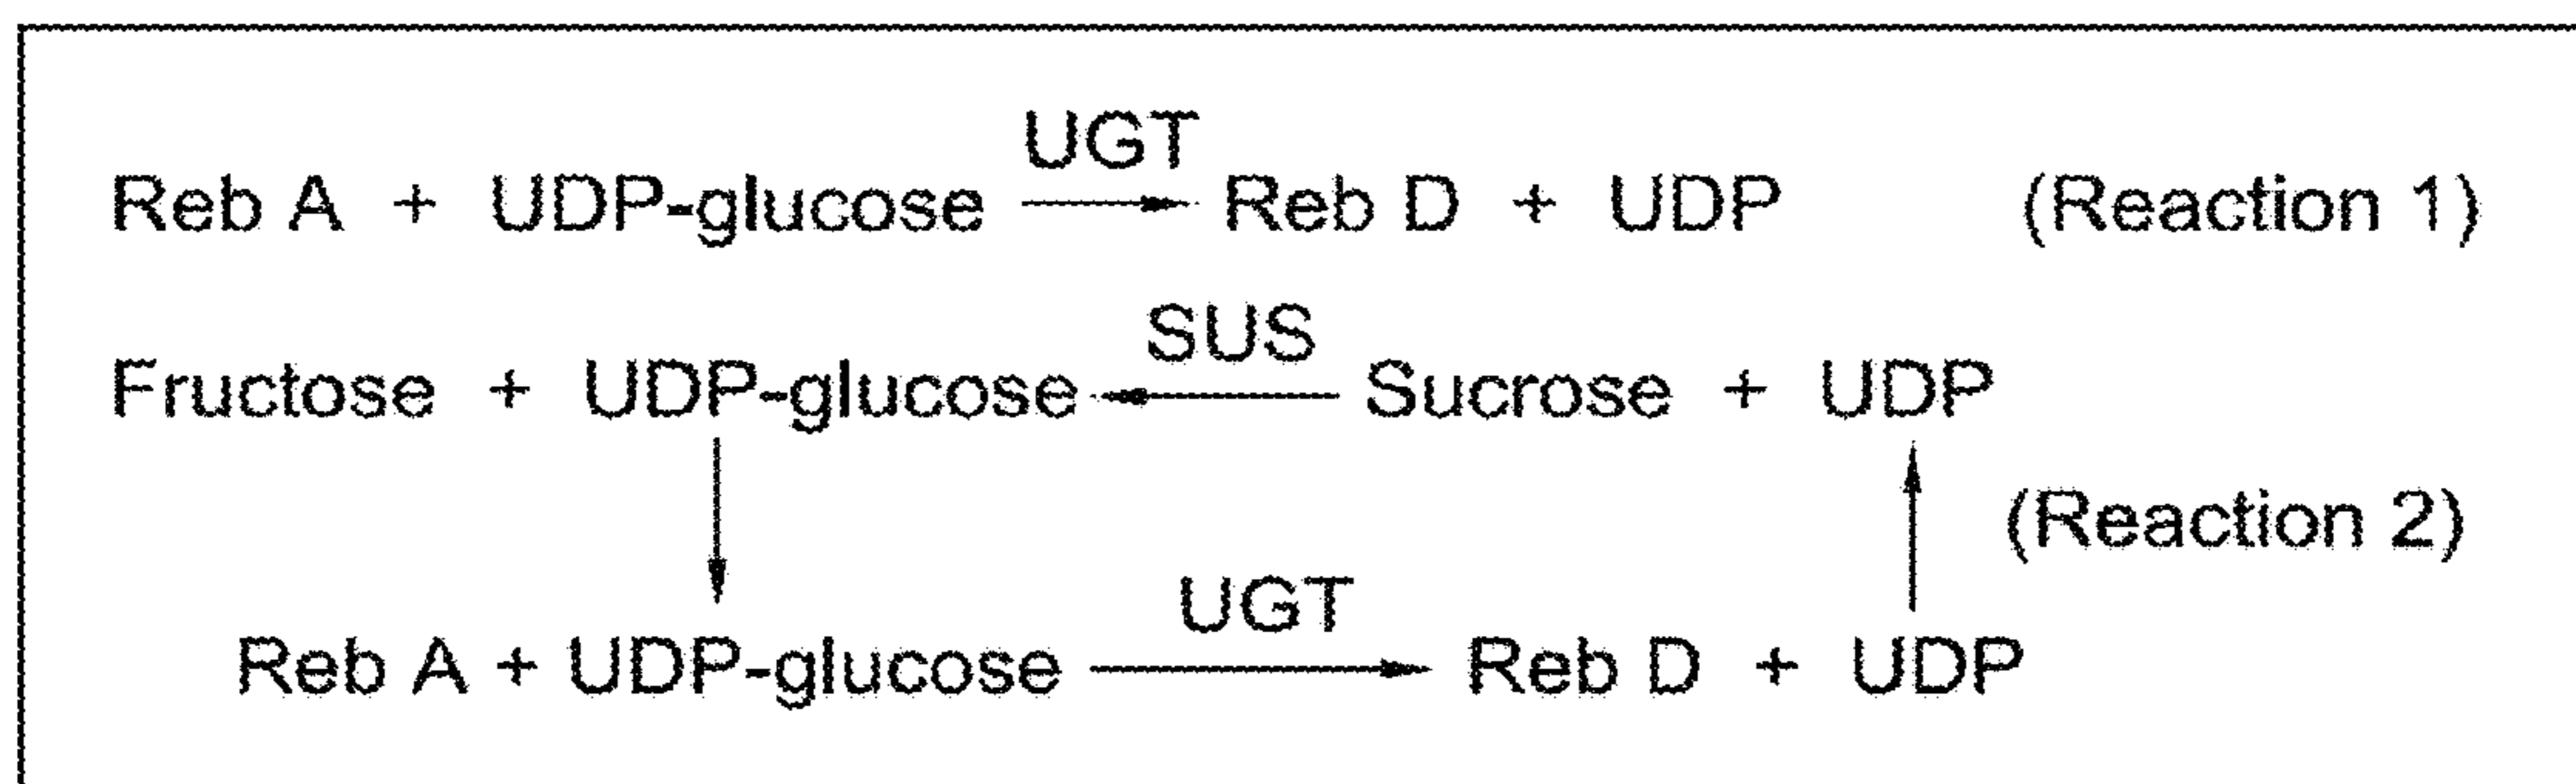 UGT
Reb A + UDP-glucose Reb D + UDP (Reaction 1)
SUS
Fructose + UDP-glucose Sucrose + UDP
(Reaction 2)
UGT
Reb A + UDP-glucose Reb D + UDP